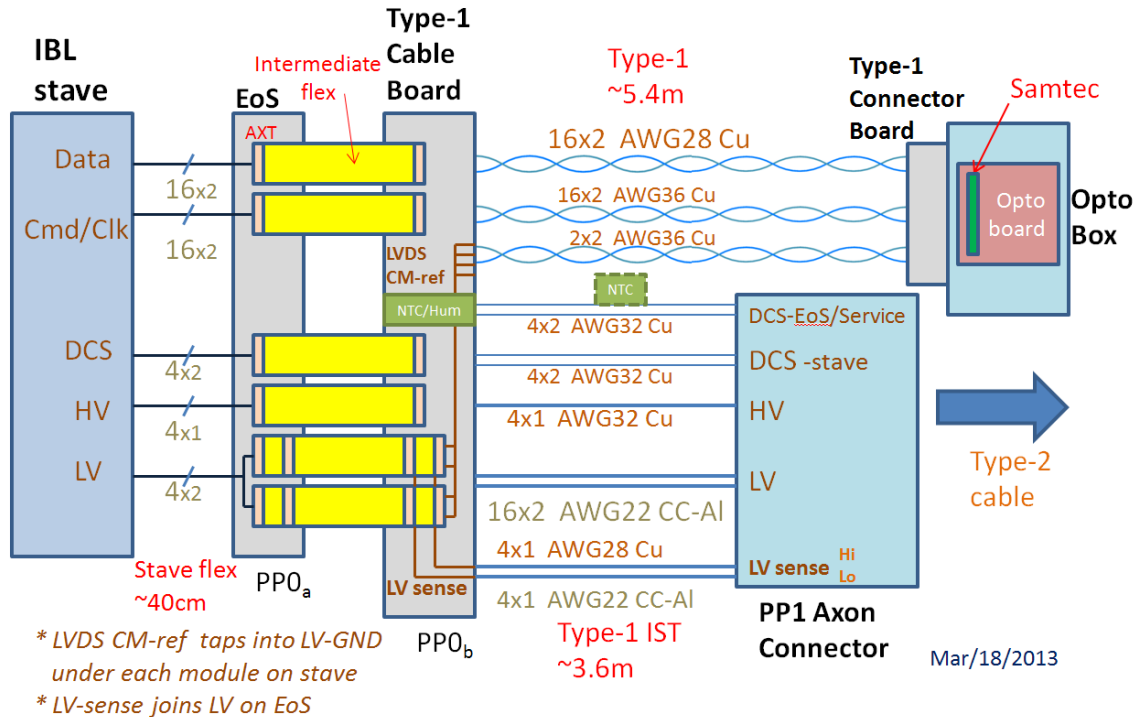 IBL
stave
EoS
Type-1
Cable
Board
Intermediate
flex
AXT
Type-1
~5.4m
Type-1
Connector
Board
Samtec
Data
16x2
Cmd/Clk
16x2
16x2 AWG28 Cu
16x2 AWG36 Cu
2x2 AWG36 Cu
Opto
board
Opto
Box
LVDS
CM-ref
NTC/Hum
NTC
4x2 AWG32 Cu
DCS-EoS/Service
DCS
4x2
4x2 AWG32 Cu
DCS -stave
HV
4x1
4x1 AWG32 Cu
HV
LV
4x2
LV
16x2 AWG22 CC-Al
4x1 AWG28 Cu
LV sense
LV sense
Hi
Lo
4x1 AWG22 CC-Al
Type-2
cable
Stave flex
~40cm
PP0a
PP0b
Type-1 IST
~3.6m
PP1 Axon
Connector
Mar/18/2013
* LVDS CM-ref taps into LV-GND
under each module on stave
* LV-sense joins LV on EoS